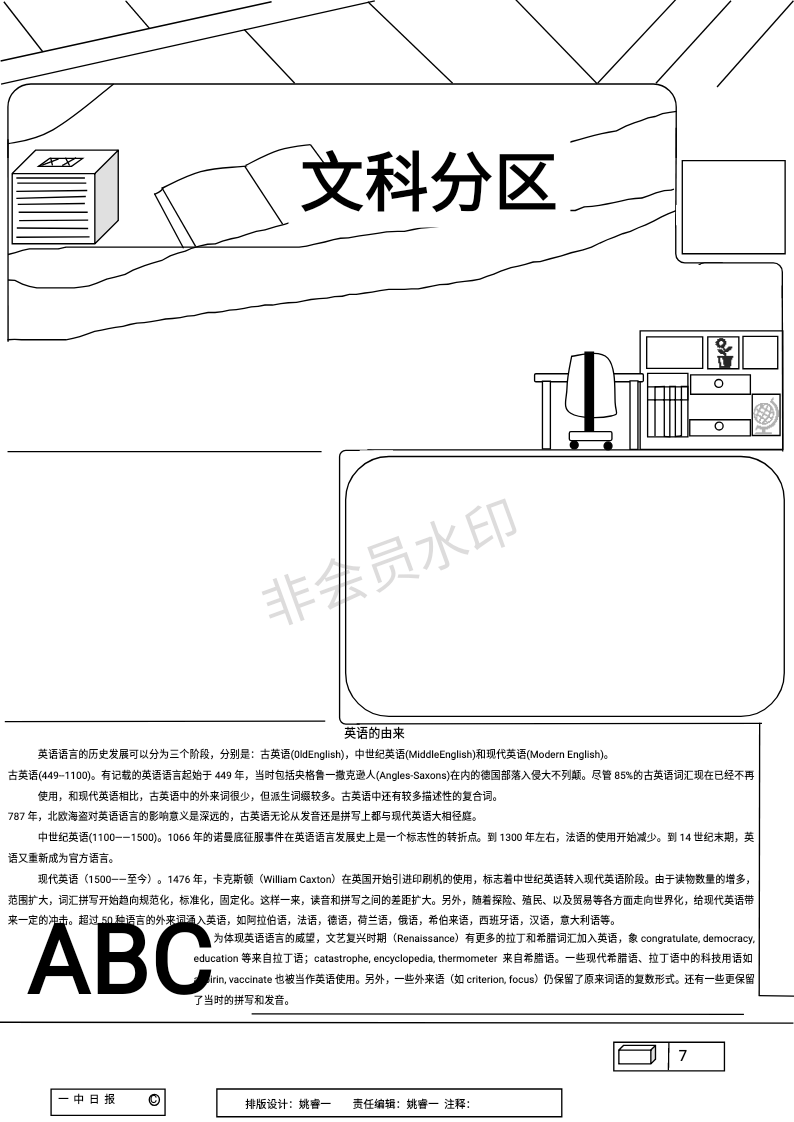 文科分区
非会员水印
英语的由来
英语语言的历史发展可以分为三个阶段，分别是：古英语(0ldEnglish)，中世纪英语(MiddleEnglish)和现代英语(Modern English)。
古英语(449--1100)。有记载的英语语言起始于 449 年，当时包括夹格鲁一撒克逊人(Angles-Saxons)在内的德国部落入侵大不列颠。尽管 85%的古英语词汇现在已经不再
使用，和现代英语相比，古英语中的外来词很少，但派生词缀较多。古英语中还有较多描述性的复合词。
787 年，北欧海盗对英语语言的影响意义是深远的，古英语无论从发音还是拼写上都与现代英语大相径庭。
中世纪英语(1100——1500)。1066 年的诺曼底征服事件在英语语言发展史上是一个标志性的转折点。到 1300 年左右，法语的使用开始减少。到 14 世纪末期，英
语又重新成为官方语言。
现代英语（1500——至今）。1476 年，卡克斯顿（William Caxton）在英国开始引进印刷机的使用，标志着中世纪英语转入现代英语阶段。由于读物数量的增多，
范围扩大，词汇拼写开始趋向规范化，标准化，固定化。这样一来，读音和拼写之间的差距扩大。另外，随着探险、殖民、以及贸易等各方面走向世界化，给现代英语带
来一定的冲击。超过 50 种语言的外来词涌入英语，如阿拉伯语，法语，德语，荷兰语，俄语，希伯来语，西班牙语，汉语，意大利语等。
ABC
为体现英语语言的威望，文艺复兴时期（Renaissance）有更多的拉丁和希腊词汇加入英语，象 congratulate, democracy,
education 等来自拉丁语；catastrophe, encyclopedia, thermometer 来自希腊语。一些现代希腊语、拉丁语中的科技用语如
vaccinate 也被当作英语使用。另外，一些外来语（如 criterion, focus）仍保留了原来词语的复数形式。还有一些更保留
了当时的拼写和发音。
7
一中日报 ©
排版设计：姚睿一 责任编辑：姚睿一 注释：